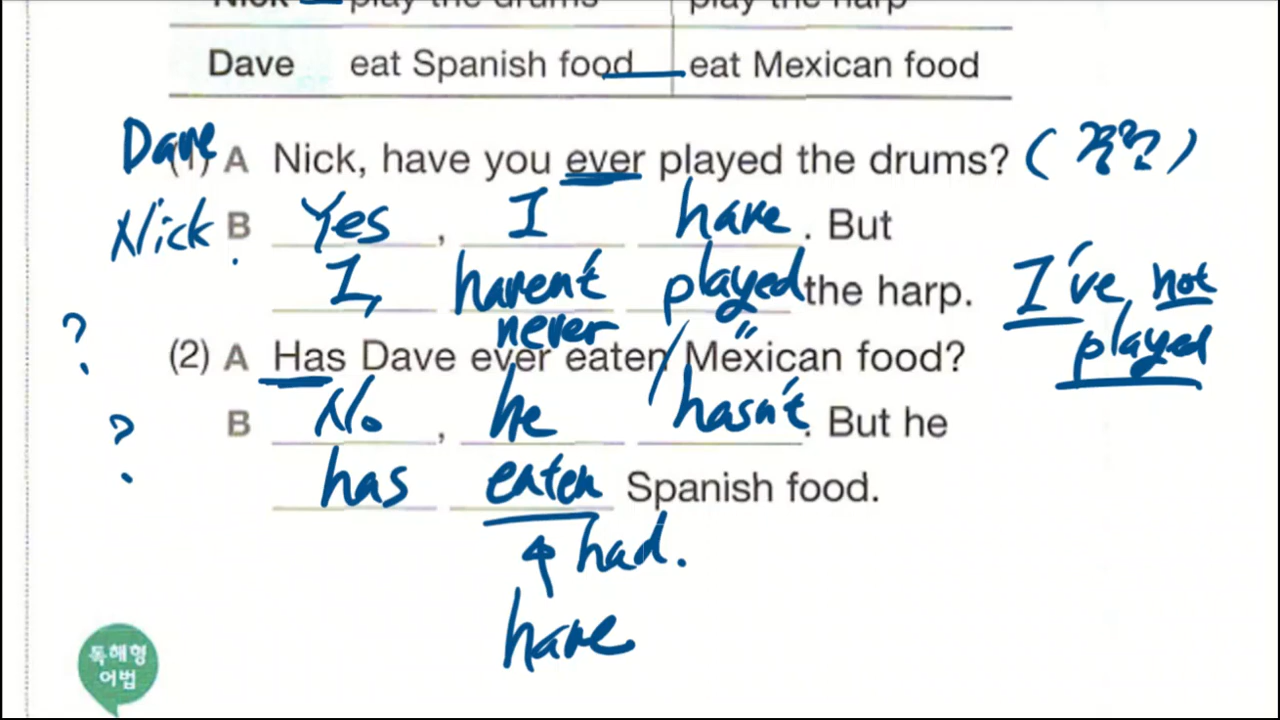 Nick play the drums play the harp
Dave eat Spanish food eat Mexican food
Dave (1) A Nick, have you ever played the drums? (경험)
Nick B Yes, I have. But
I, haven't played the harp. I've not
never " played
? (2) A Has Dave ever eaten Mexican food?
? B No, he hasn't. But he
has eaten Spanish food.
had.
have
독해형
어법